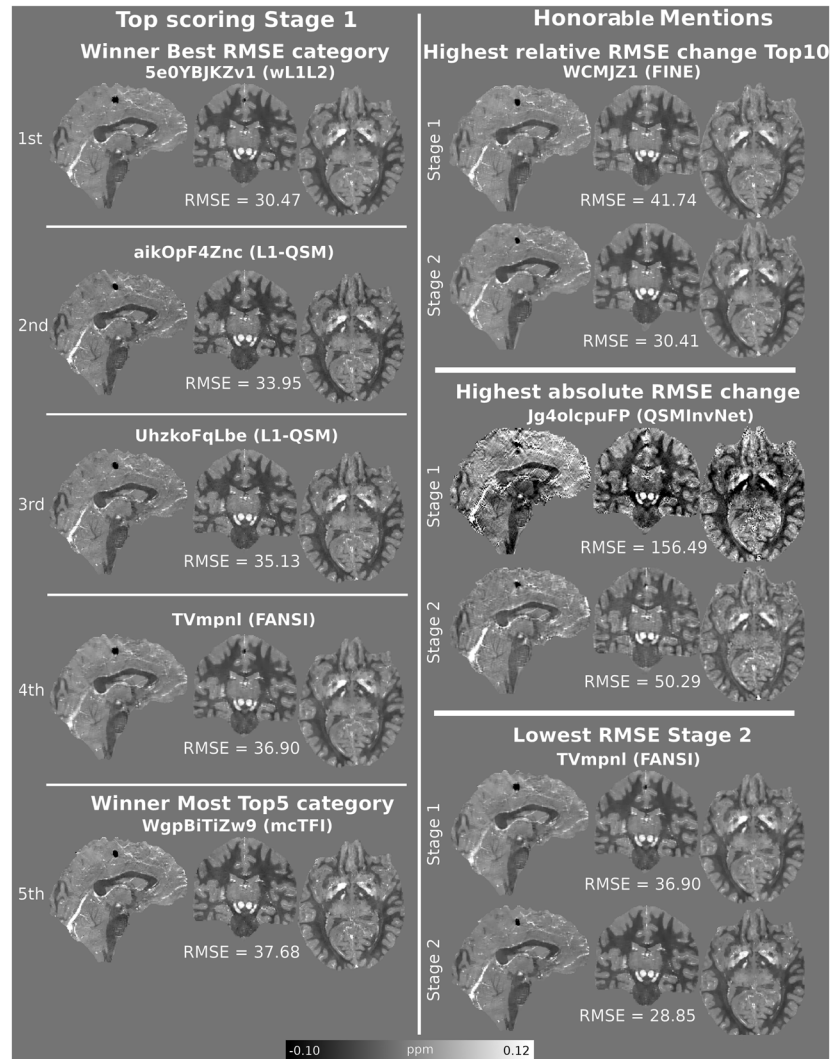 Top scoring Stage 1
Winner Best RMSE category
5e0YBJKZv1 (wL1L2)
1st
RMSE = 30.47
aikOpF4Znc (L1-QSM)
2nd
RMSE = 33.95
UhzkoFqLbe (L1-QSM)
3rd
RMSE = 35.13
TVmpnl (FANSI)
4th
RMSE = 36.90
Winner Most Top5 category
WgpBiTiZw9 (mcTFI)
5th
RMSE = 37.68
Honorable Mentions
Highest relative RMSE change Top10
WCMJZ1 (FINE)
Stage 1
RMSE = 41.74
Stage 2
RMSE = 30.41
Highest absolute RMSE change
Jg4olcpuFP (QSMInvNet)
Stage 1
RMSE = 156.49
Stage 2
RMSE = 50.29
Lowest RMSE Stage 2
TVmpnl (FANSI)
Stage 1
RMSE = 36.90
Stage 2
RMSE = 28.85
-0.10 ppm 0.12